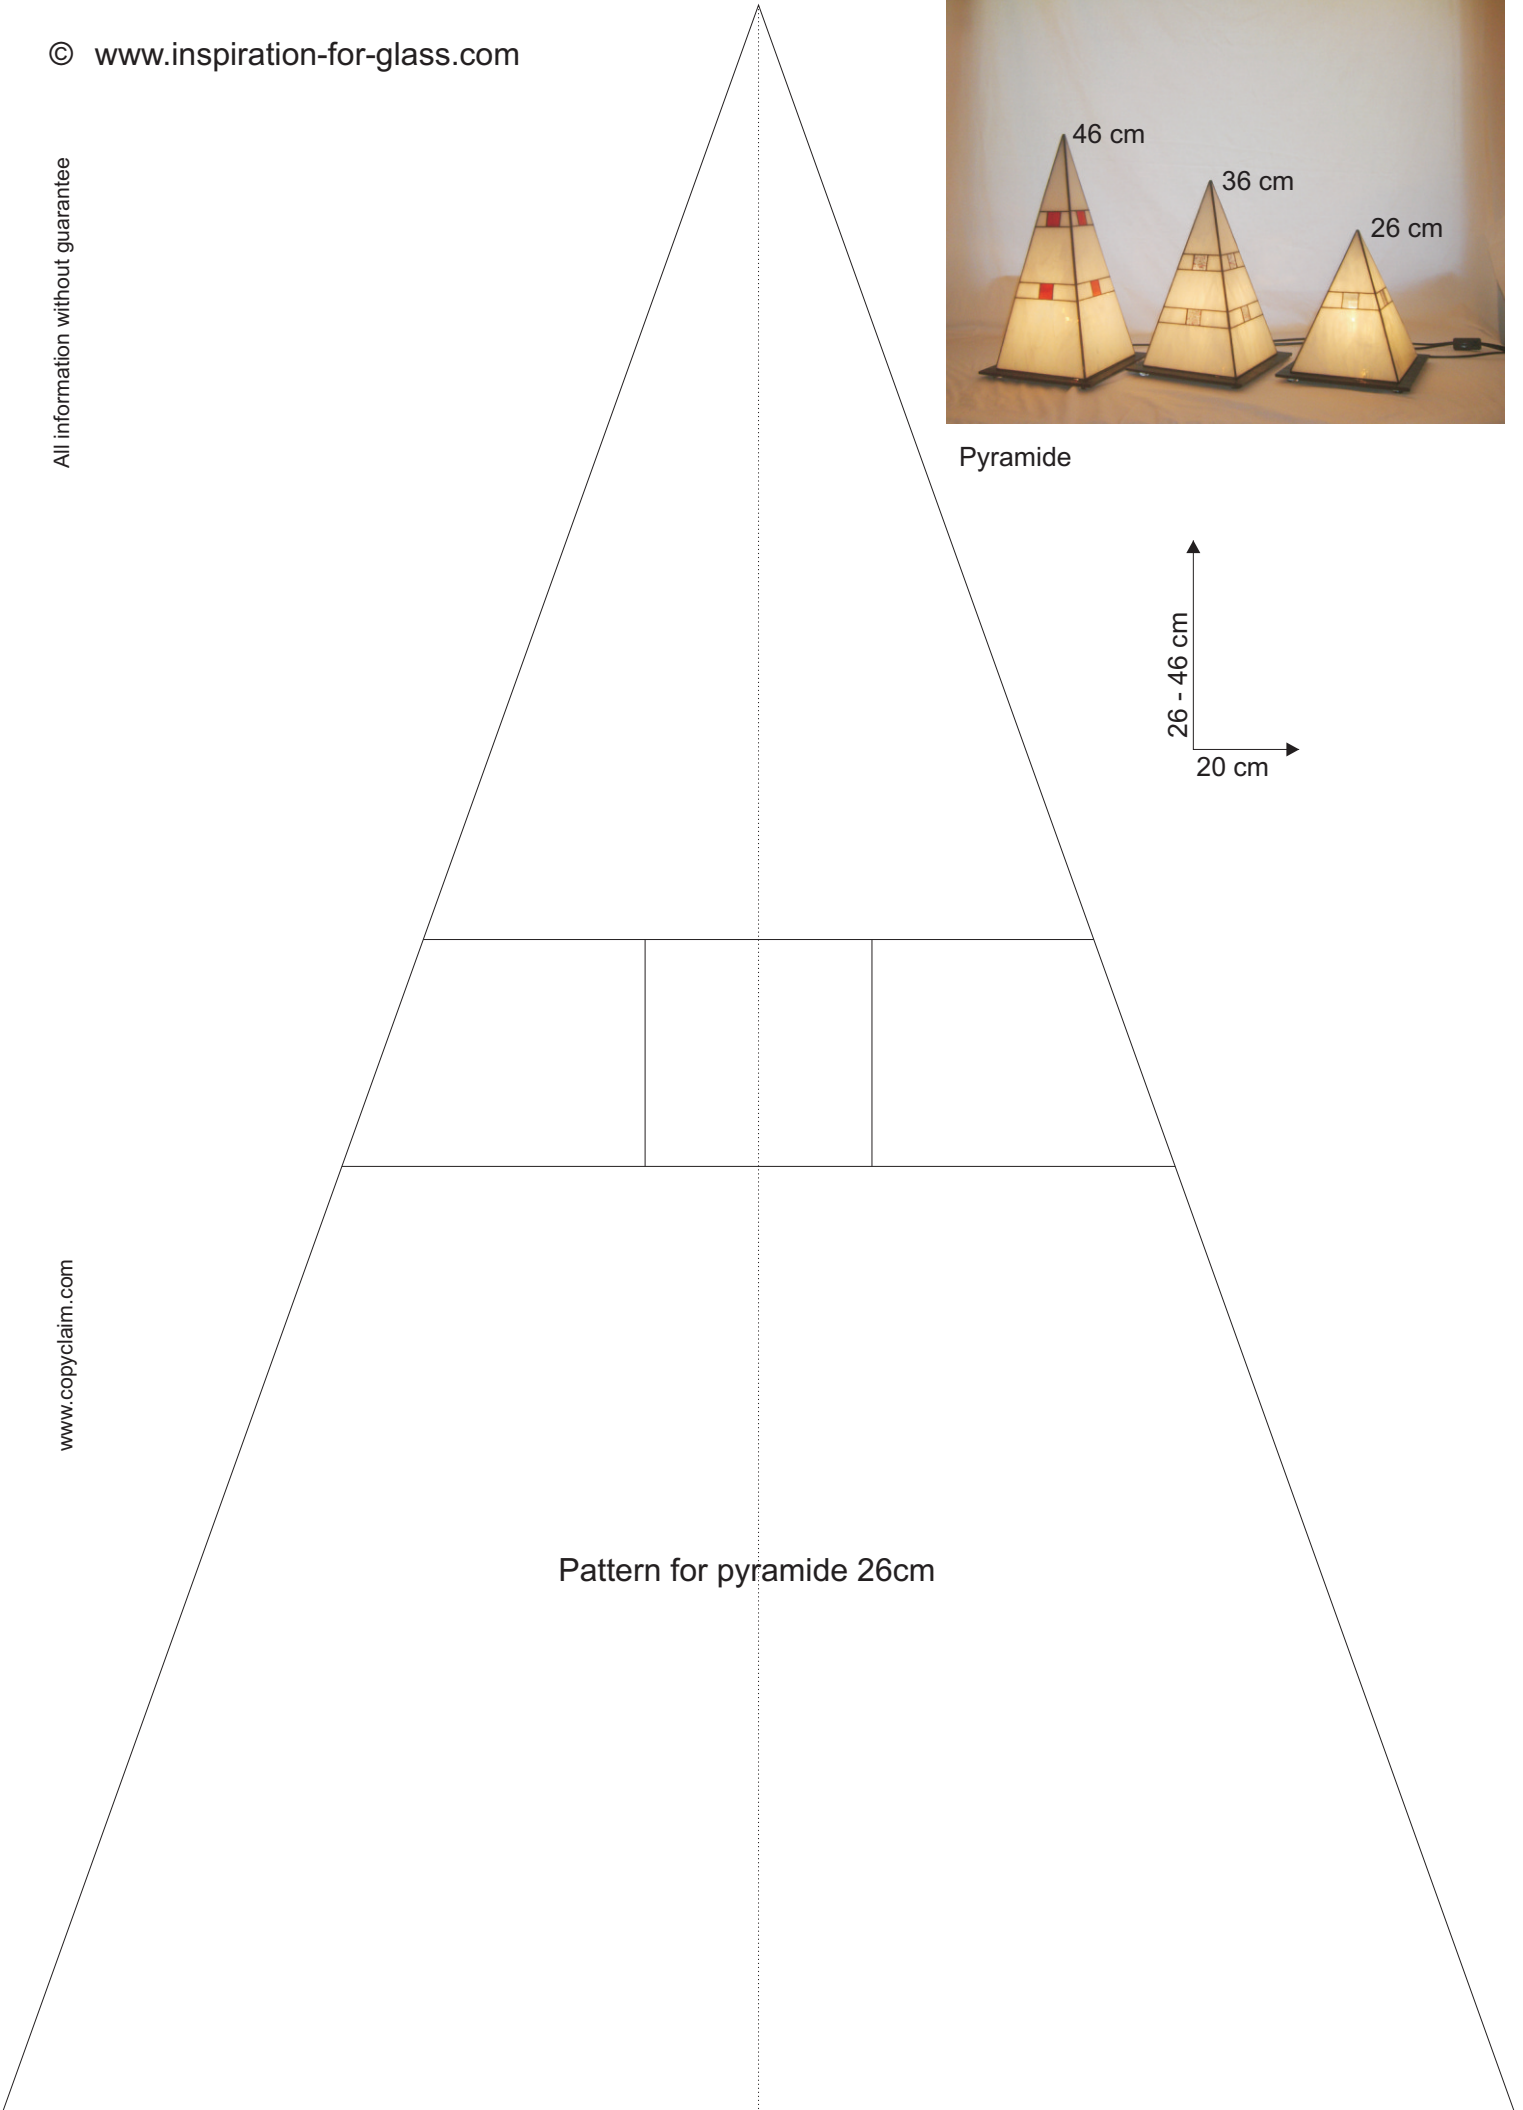 © www.inspiration-for-glass.com
All information without guarantee
46 cm
36 cm
26 cm
Pyramide
26 - 46 cm
20 cm
www.copyclaim.com
Pattern for pyramide 26cm